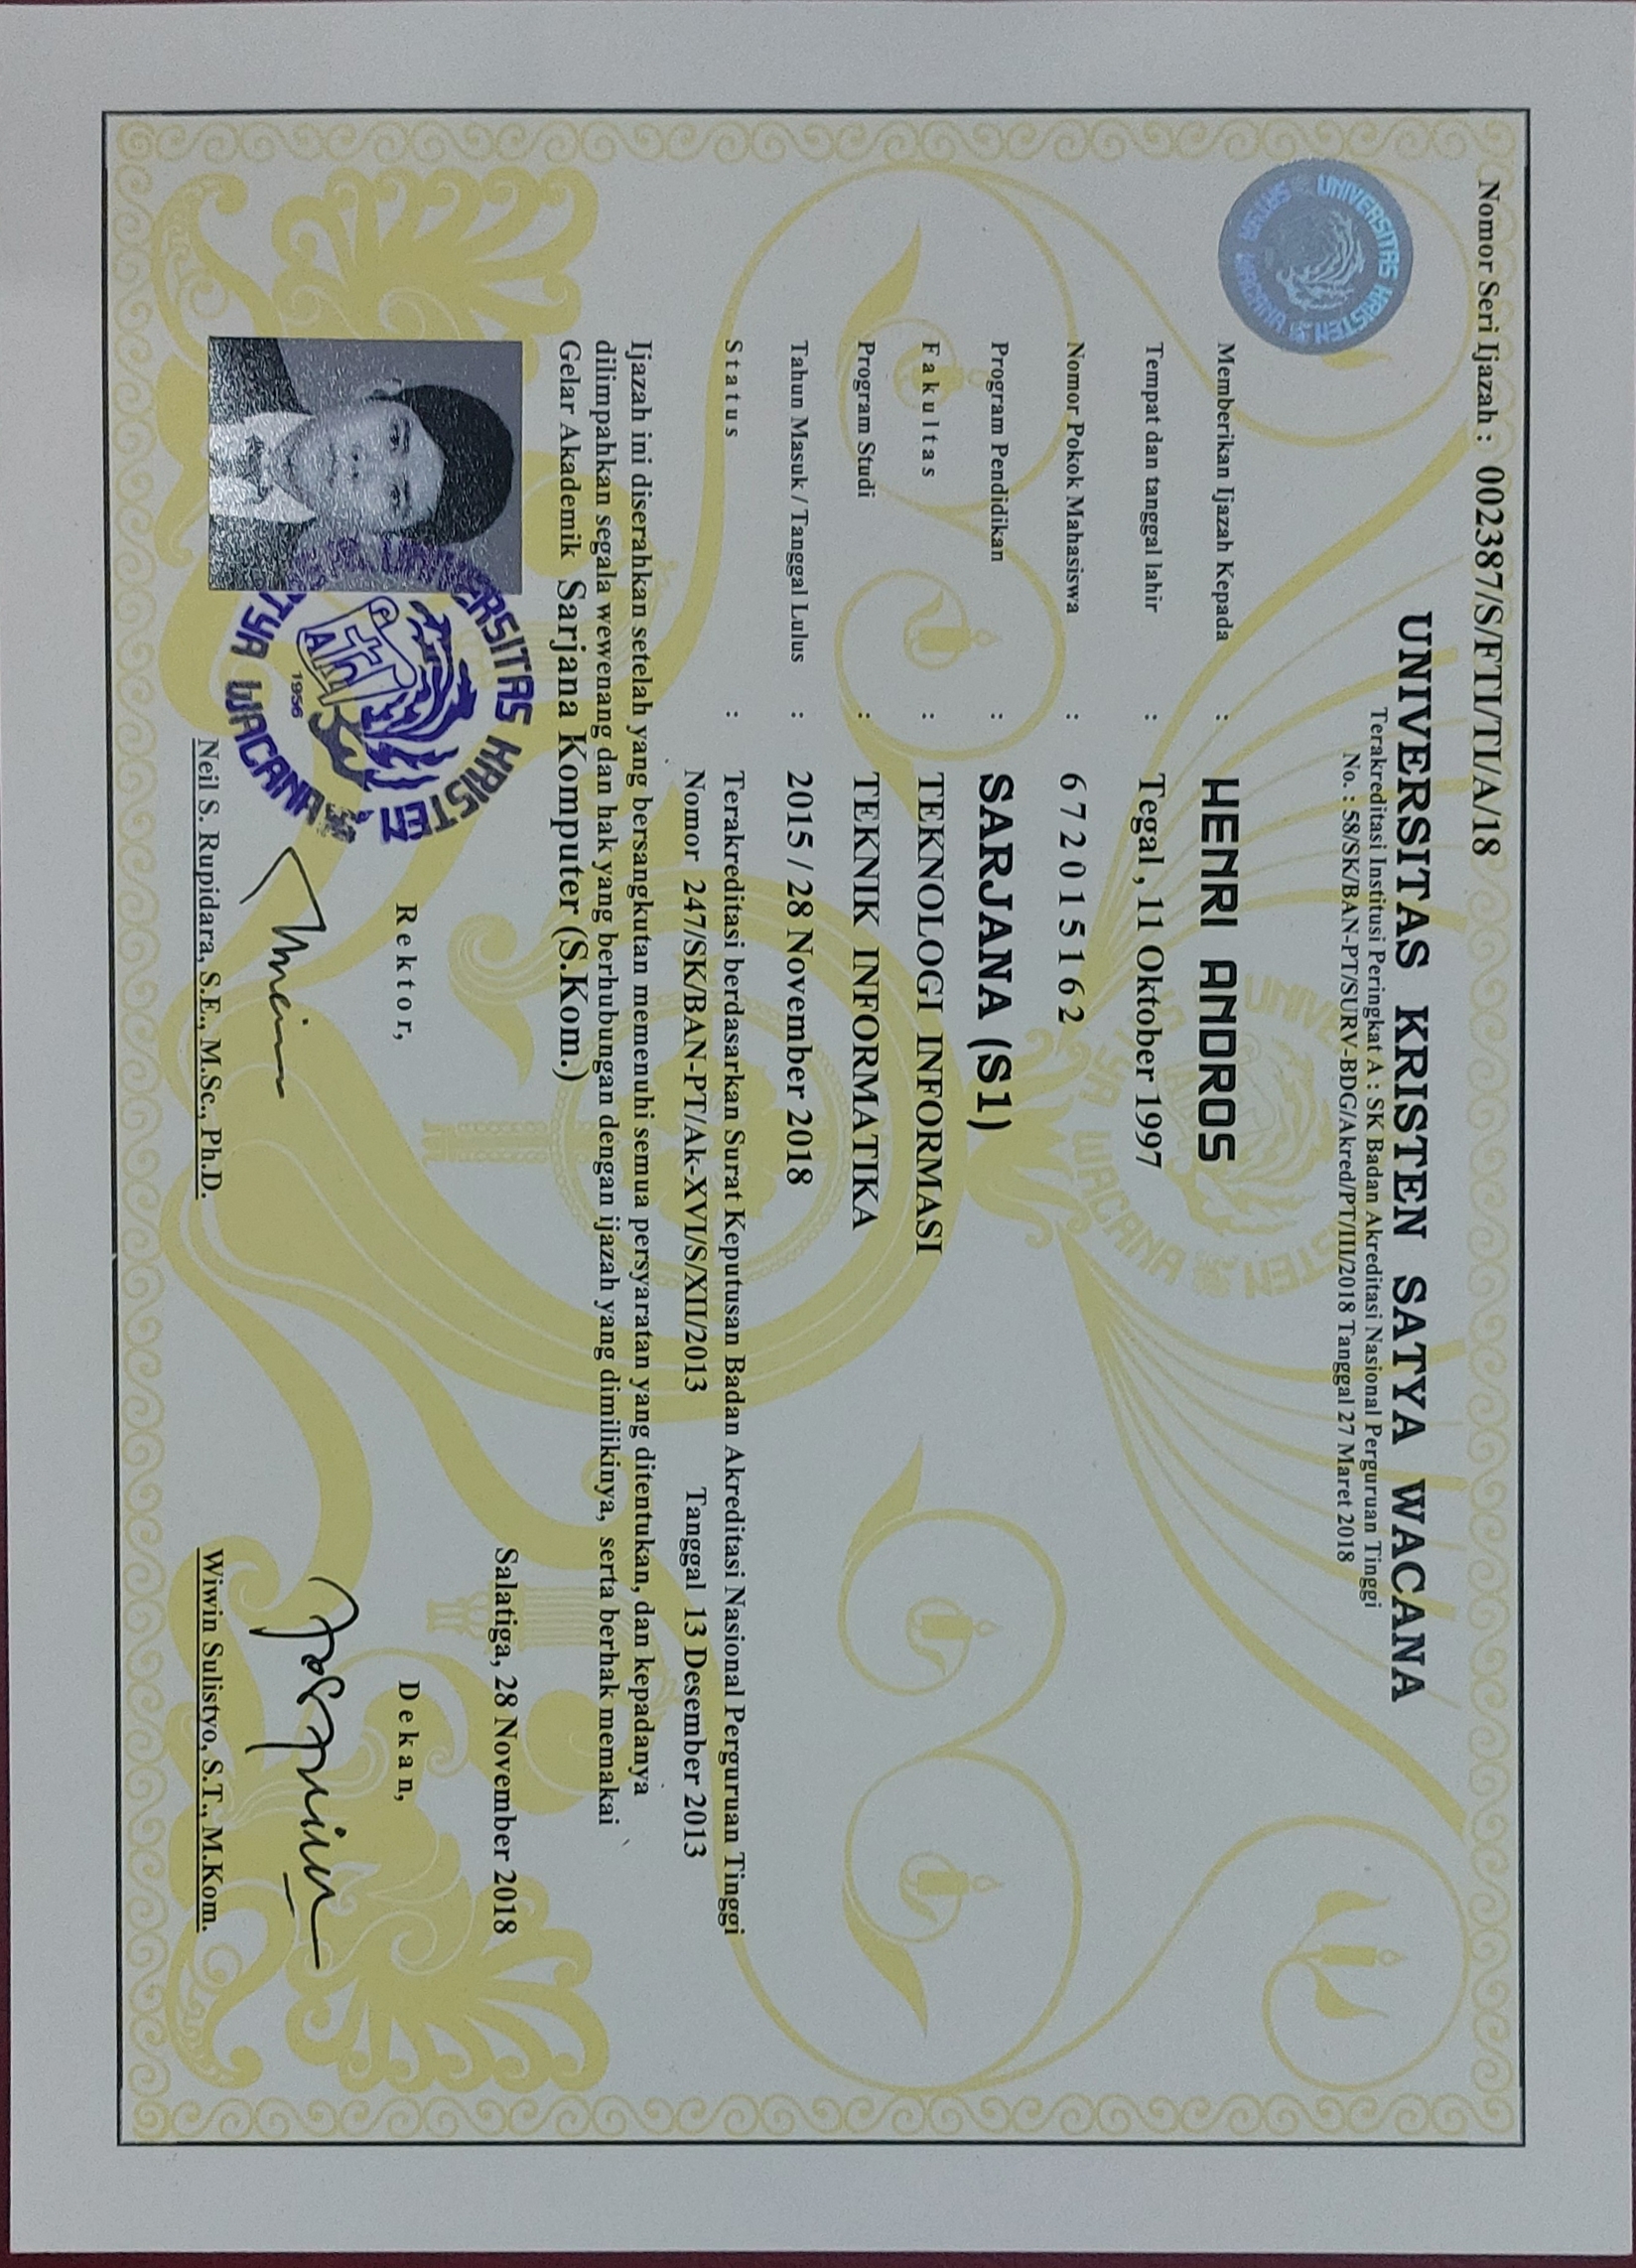 Nomor Seri Ijazah : 002387/S/FTI/TI/A/18
UNIVERSITAS KRISTEN SATYA WACANA
Terakreditasi Institusi Peringkat A : SK Badan Akreditasi Nasional Perguruan Tinggi
No. : 58/SK/BAN-PT/SURV-BDG/Akred/PT/III/2018 Tanggal 27 Maret 2018
UNIVERSITAS KRISTEN SATYA WACANA
Memberikan Ijazah Kepada : HENRI ANDROS
Tempat dan tanggal lahir : Tegal , 11 Oktober 1997
Nomor Pokok Mahasiswa : 672015162
Program Pendidikan : SARJANA (S1)
Fakultas : TEKNOLOGI INFORMASI
Program Studi : TEKNIK INFORMATIKA
Tahun Masuk / Tanggal Lulus : 2015 / 28 November 2018
Status : Terakreditasi berdasarkan Surat Keputusan Badan Akreditasi Nasional Perguruan Tinggi
Nomor 247/SK/BAN-PT/Ak-XVI/S/XII/2013 Tanggal 13 Desember 2013
Ijazah ini diserahkan setelah yang bersangkutan memenuhi semua persyaratan yang ditentukan, dan kepadanya
dilimpahkan segala wewenang dan hak yang berhubungan dengan ijazah yang dimilikinya, serta berhak memakai
Gelar Akademik Sarjana Komputer (S.Kom.)
Salatiga, 28 November 2018
UNIVERSITAS KRISTEN SATYA WACANA
1956
Rektor, Dekan,
Neil S. Rupidara, S.E., M.Sc., Ph.D. Wiwin Sulistyo, S.T., M.Kom.